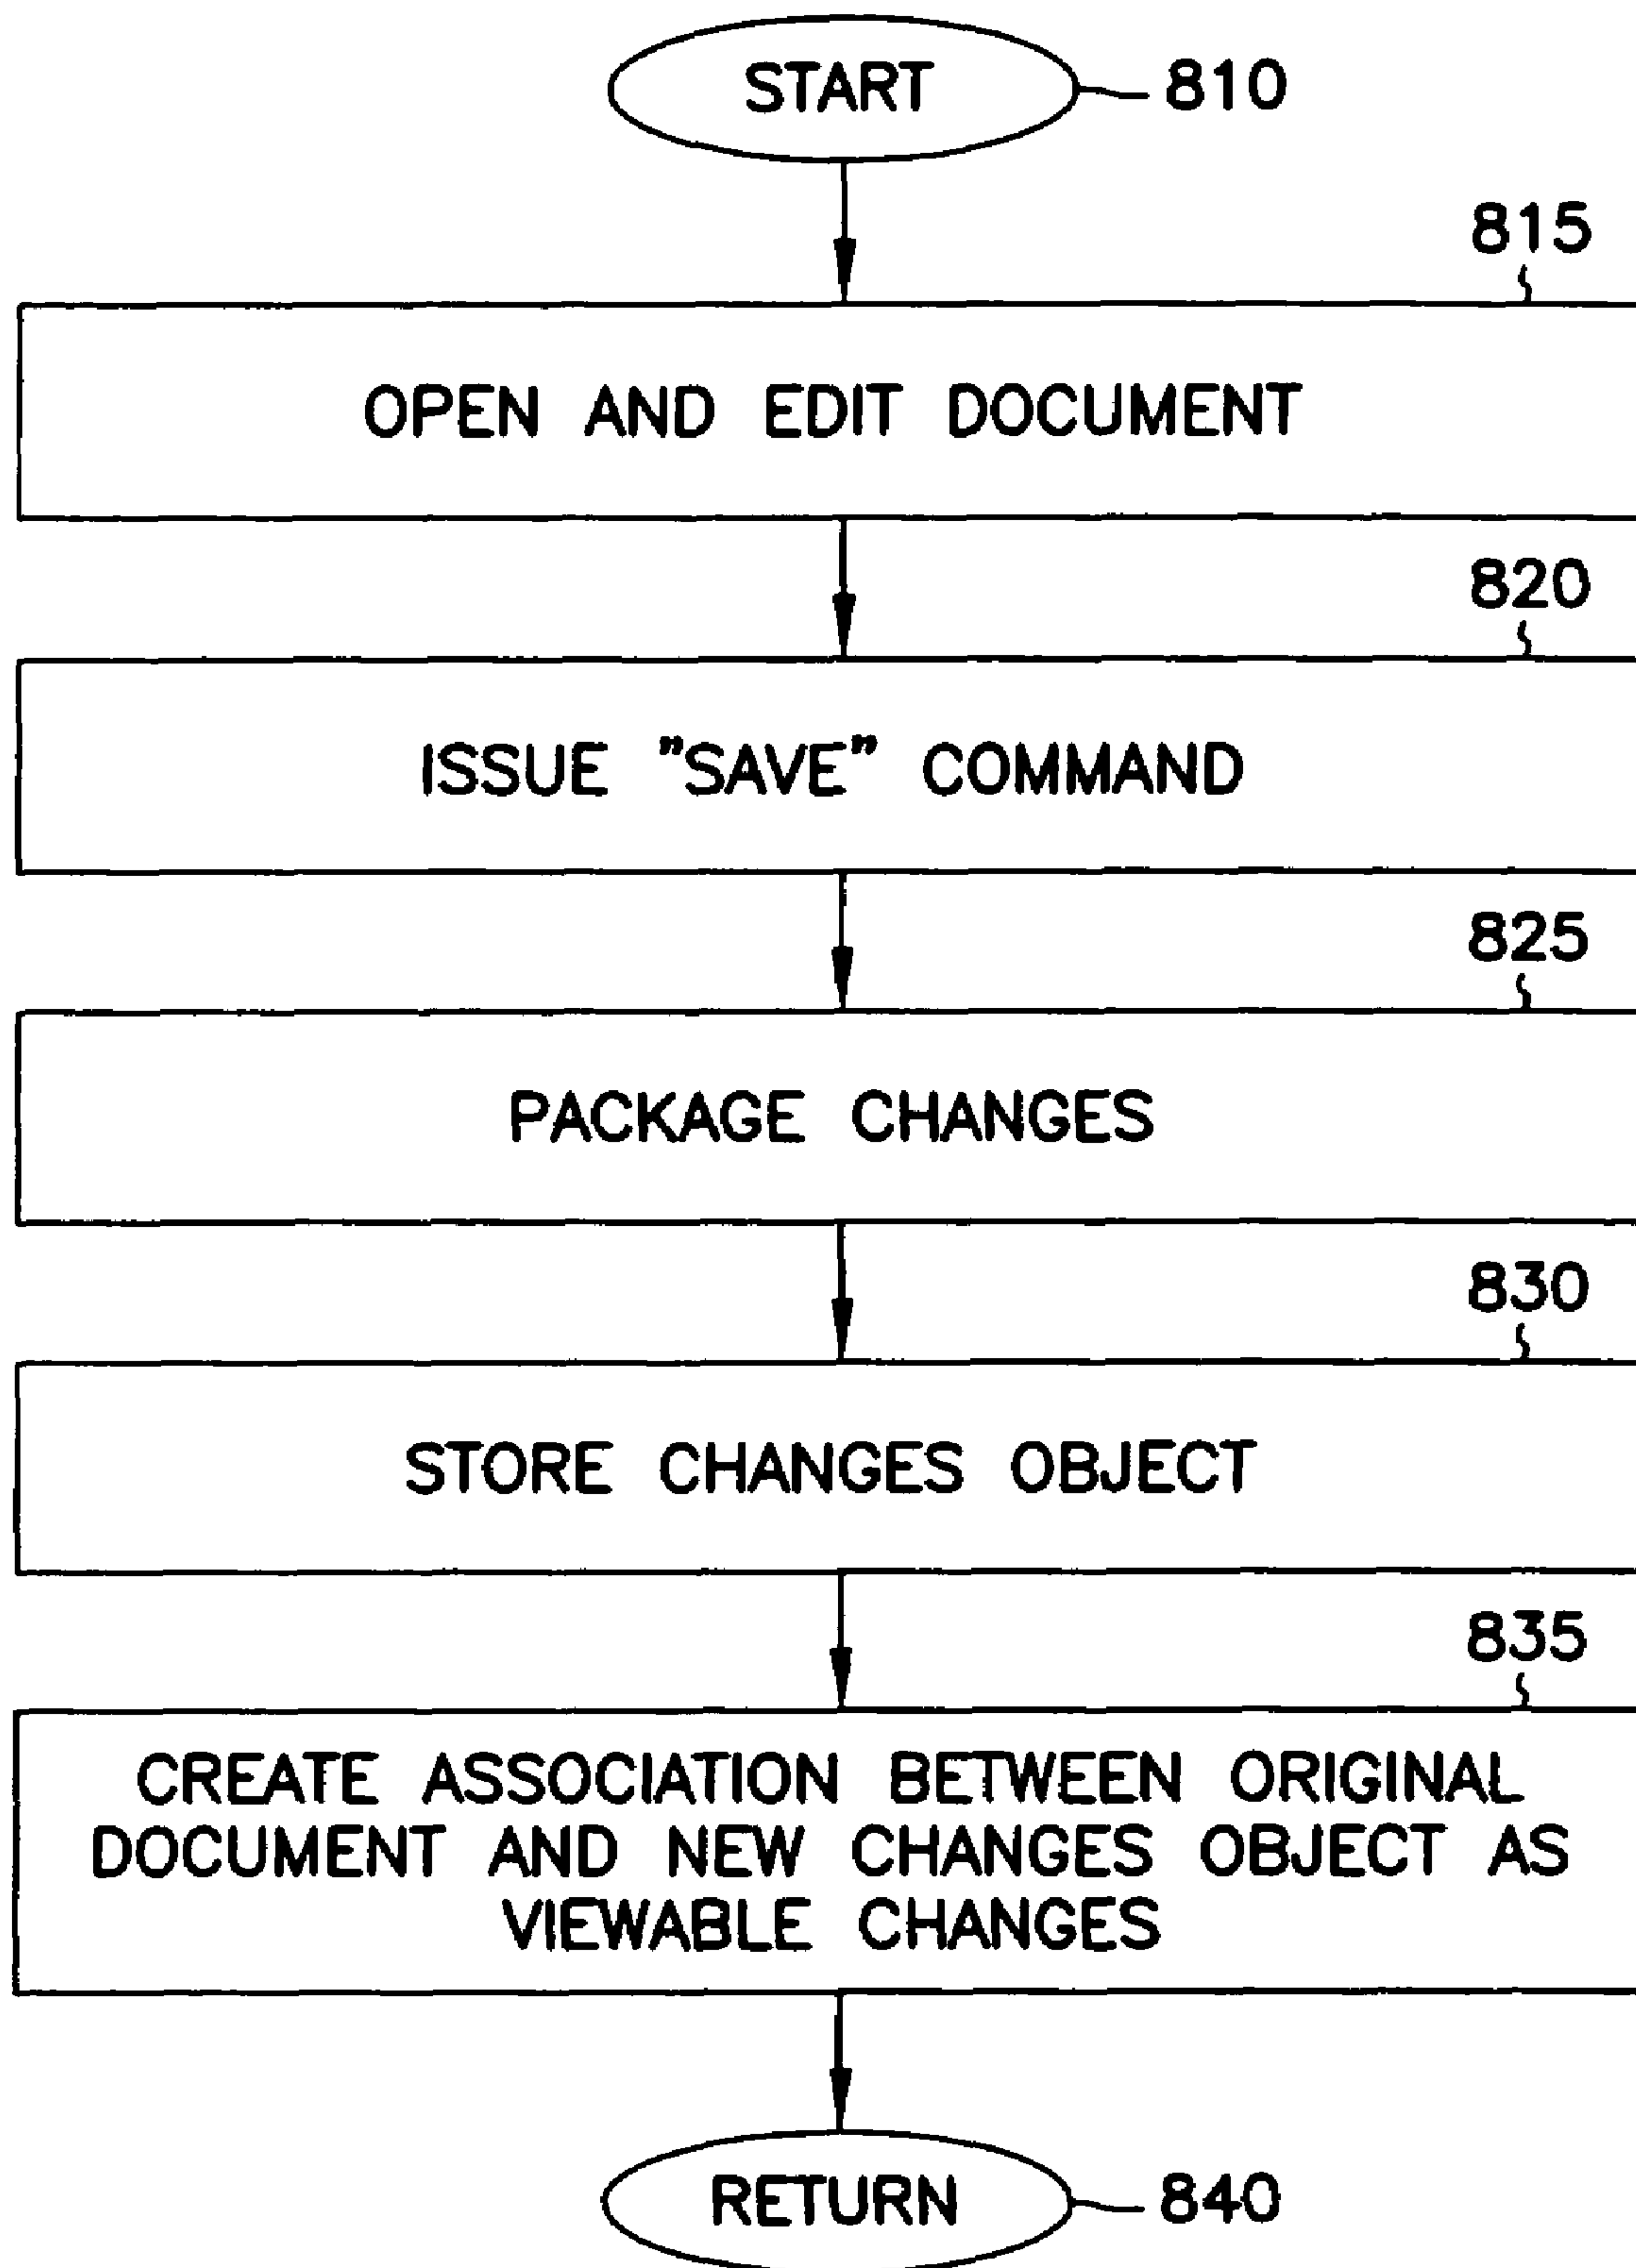 START 810
815
OPEN AND EDIT DOCUMENT
820
ISSUE "SAVE" COMMAND
825
PACKAGE CHANGES
830
STORE CHANGES OBJECT
835
CREATE ASSOCIATION BETWEEN ORIGINAL
DOCUMENT AND NEW CHANGES OBJECT AS
VIEWABLE CHANGES
RETURN 840